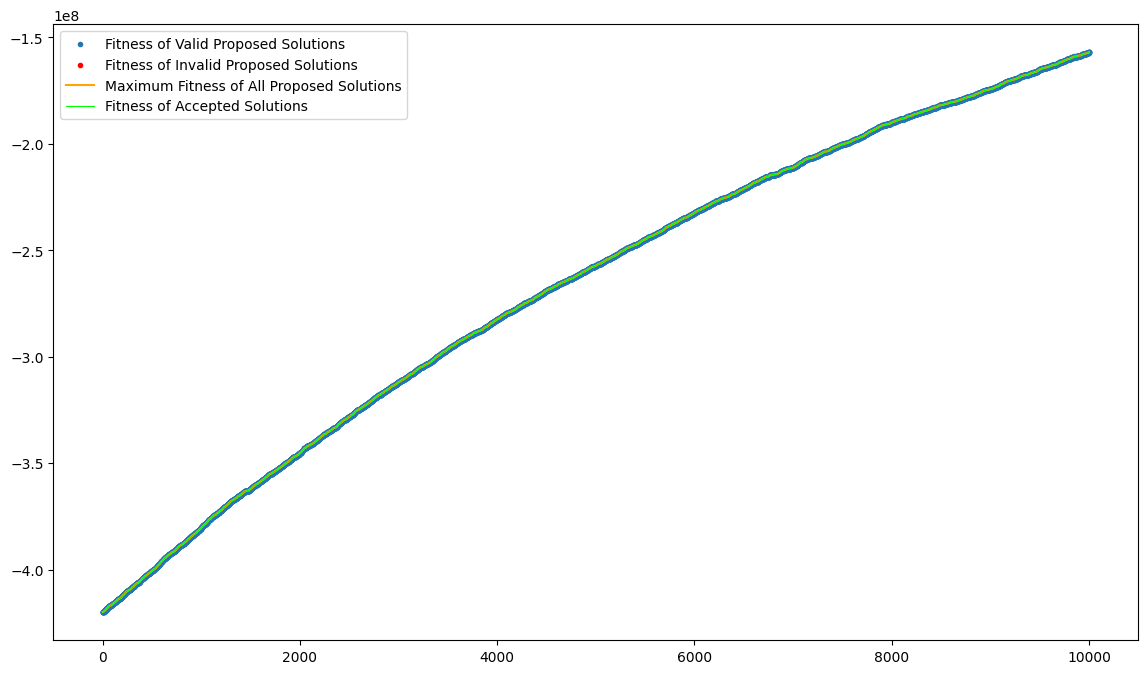 1e8
−1.5
−2.0
−2.5
−3.0
−3.5
−4.0
Fitness of Valid Proposed Solutions
Fitness of Invalid Proposed Solutions
Maximum Fitness of All Proposed Solutions
Fitness of Accepted Solutions
0 2000 4000 6000 8000 10000